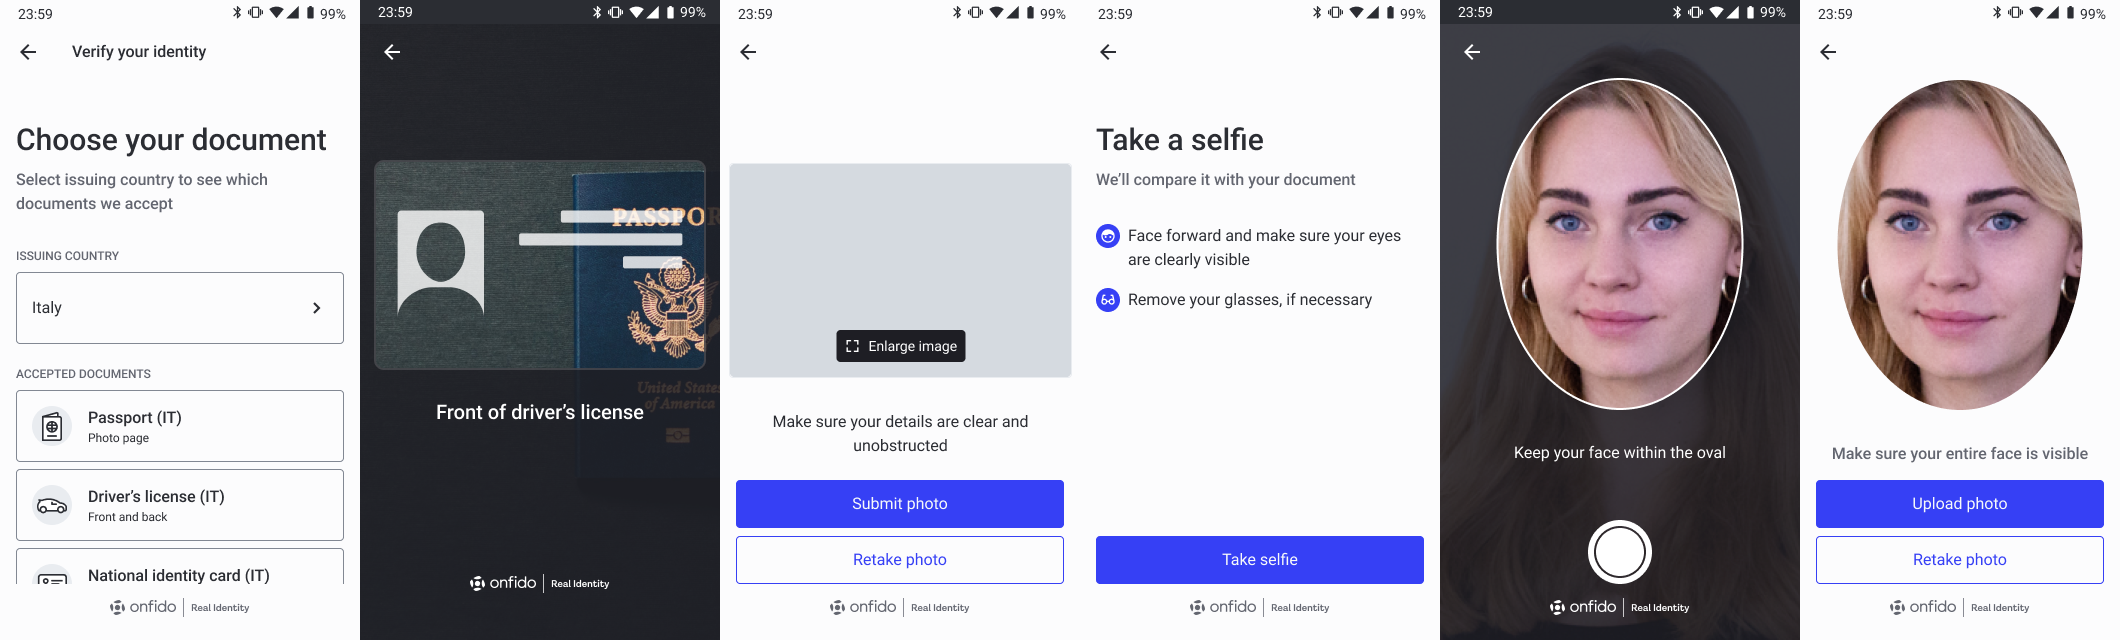 23:59
99%
Verify your identity
Choose your document
Select issuing country to see which
documents we accept
ISSUING COUNTRY
Italy
ACCEPTED DOCUMENTS
Passport (IT)
Photo page
Driver's license (IT)
Front and back
National identity card (IT)
onfido | Real Identity
23:59
99%
PASSPOR
United States
of America
Front of driver's license
onfido | Real Identity
23:59
99%
Enlarge image
Make sure your details are clear and
unobstructed
Submit photo
Retake photo
onfido | Real Identity
23:59
99%
Take a selfie
We'll compare it with your document
Face forward and make sure your eyes
are clearly visible
Remove your glasses, if necessary
Take selfie
onfido | Real Identity
23:59
99%
Keep your face within the oval
onfido | Real Identity
23:59
99%
Make sure your entire face is visible
Upload photo
Retake photo
onfido | Real Identity